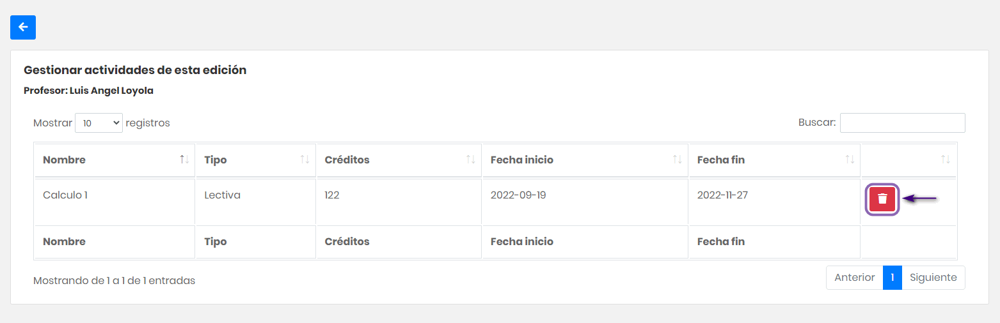 Gestionar actividades de esta edición
Profesor: Luis Angel Loyola
Mostrar 10 registros Buscar:
Nombre Tipo Créditos Fecha inicio Fecha fin
Calculo 1 Lectiva 122 2022-09-19 2022-11-27
Nombre Tipo Créditos Fecha inicio Fecha fin
Mostrando de 1 a 1 de 1 entradas Anterior 1 Siguiente